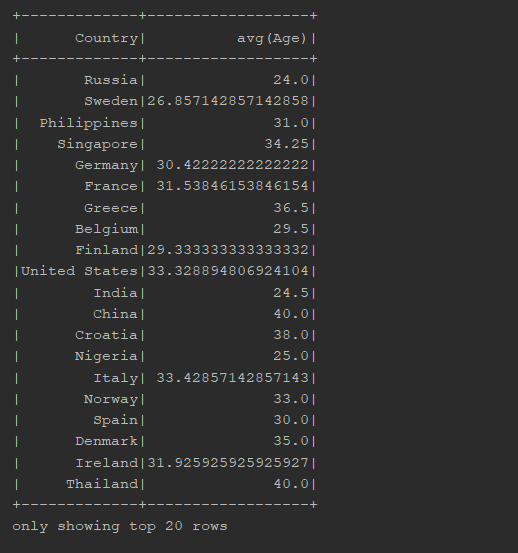 +-------------+------------------+
|      Country|          avg(Age)|
+-------------+------------------+
|       Russia|              24.0|
|       Sweden|26.857142857142858|
|  Philippines|              31.0|
|    Singapore|             34.25|
|      Germany| 30.42222222222222|
|       France| 31.53846153846154|
|       Greece|              36.5|
|      Belgium|              29.5|
|      Finland|29.333333333333332|
|United States|33.328894806924104|
|        India|              24.5|
|        China|              40.0|
|      Croatia|              38.0|
|      Nigeria|              25.0|
|        Italy| 33.42857142857143|
|       Norway|              33.0|
|        Spain|              30.0|
|      Denmark|              35.0|
|      Ireland|31.925925925925927|
|     Thailand|              40.0|
+-------------+------------------+
only showing top 20 rows